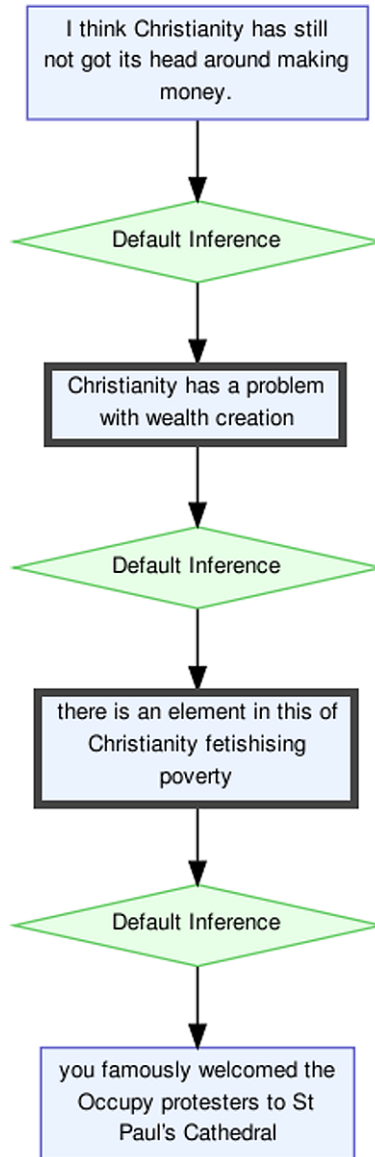 I think Christianity has still
not got its head around making
money.
Default Inference
Christianity has a problem
with wealth creation
Default Inference
there is an element in this of
Christianity fetishising
poverty
Default Inference
you famously welcomed the
Occupy protesters to St
Paul's Cathedral